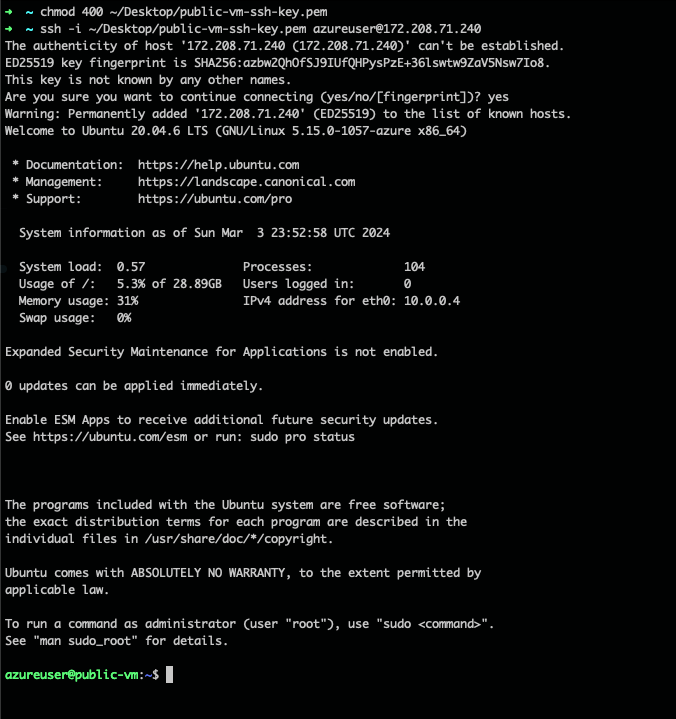 ➜  ~ chmod 400 ~/Desktop/public-vm-ssh-key.pem
➜  ~ ssh -i ~/Desktop/public-vm-ssh-key.pem azureuser@172.208.71.240
The authenticity of host '172.208.71.240 (172.208.71.240)' can't be established.
ED25519 key fingerprint is SHA256:azbw2QhOfSJ9IUfQHPysPzE+36lswtw9ZaV5Nsw7Io8.
This key is not known by any other names.
Are you sure you want to continue connecting (yes/no/[fingerprint])? yes
Warning: Permanently added '172.208.71.240' (ED25519) to the list of known hosts.
Welcome to Ubuntu 20.04.6 LTS (GNU/Linux 5.15.0-1057-azure x86_64)

 * Documentation:  https://help.ubuntu.com
 * Management:     https://landscape.canonical.com
 * Support:        https://ubuntu.com/pro

  System information as of Sun Mar  3 23:52:58 UTC 2024

  System load:  0.57              Processes:             104
  Usage of /:   5.3% of 28.89GB   Users logged in:       0
  Memory usage: 31%               IPv4 address for eth0: 10.0.0.4
  Swap usage:   0%

Expanded Security Maintenance for Applications is not enabled.

0 updates can be applied immediately.

Enable ESM Apps to receive additional future security updates.
See https://ubuntu.com/esm or run: sudo pro status

The programs included with the Ubuntu system are free software;
the exact distribution terms for each program are described in the
individual files in /usr/share/doc/*/copyright.

Ubuntu comes with ABSOLUTELY NO WARRANTY, to the extent permitted by
applicable law.

To run a command as administrator (user "root"), use "sudo <command>".
See "man sudo_root" for details.

azureuser@public-vm:~$